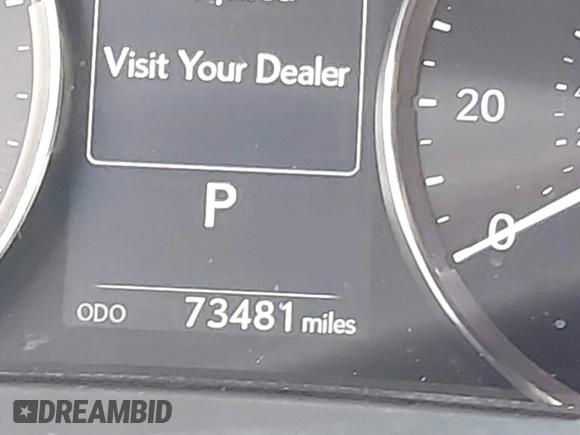 Visit Your Dealer
20
P
0
ODO 73481 miles
DREAMBID